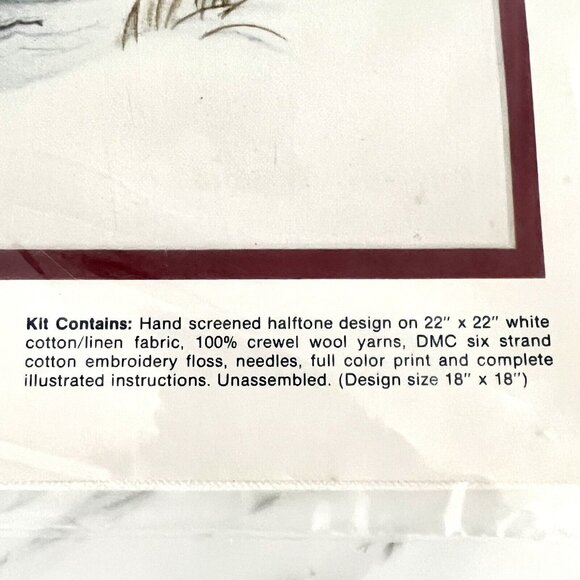 Kit Contains: Hand screened halftone design on 22" x 22" white
cotton/linen fabric, 100% crewel wool yarns, DMC six strand
cotton embroidery floss, needles, full color print and complete
illustrated instructions. Unassembled. (Design size 18" x 18")